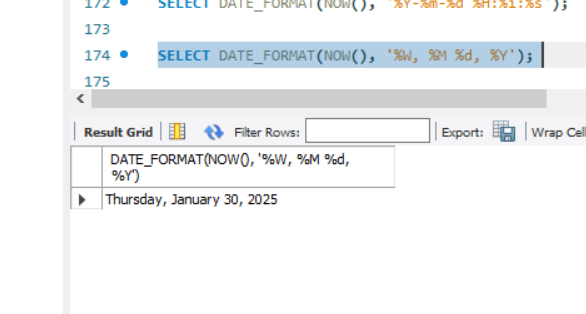 172 SELECT DATE_FORMAT(NOW(), '%Y-%m-%d %H:%i:%s');
173
174 SELECT DATE_FORMAT(NOW(), '%W, %M %d, %Y');
175
Result Grid Filter Rows: Export: Wrap Cell
DATE_FORMAT(NOW(), '%W, %M %d,
%Y')
Thursday, January 30, 2025